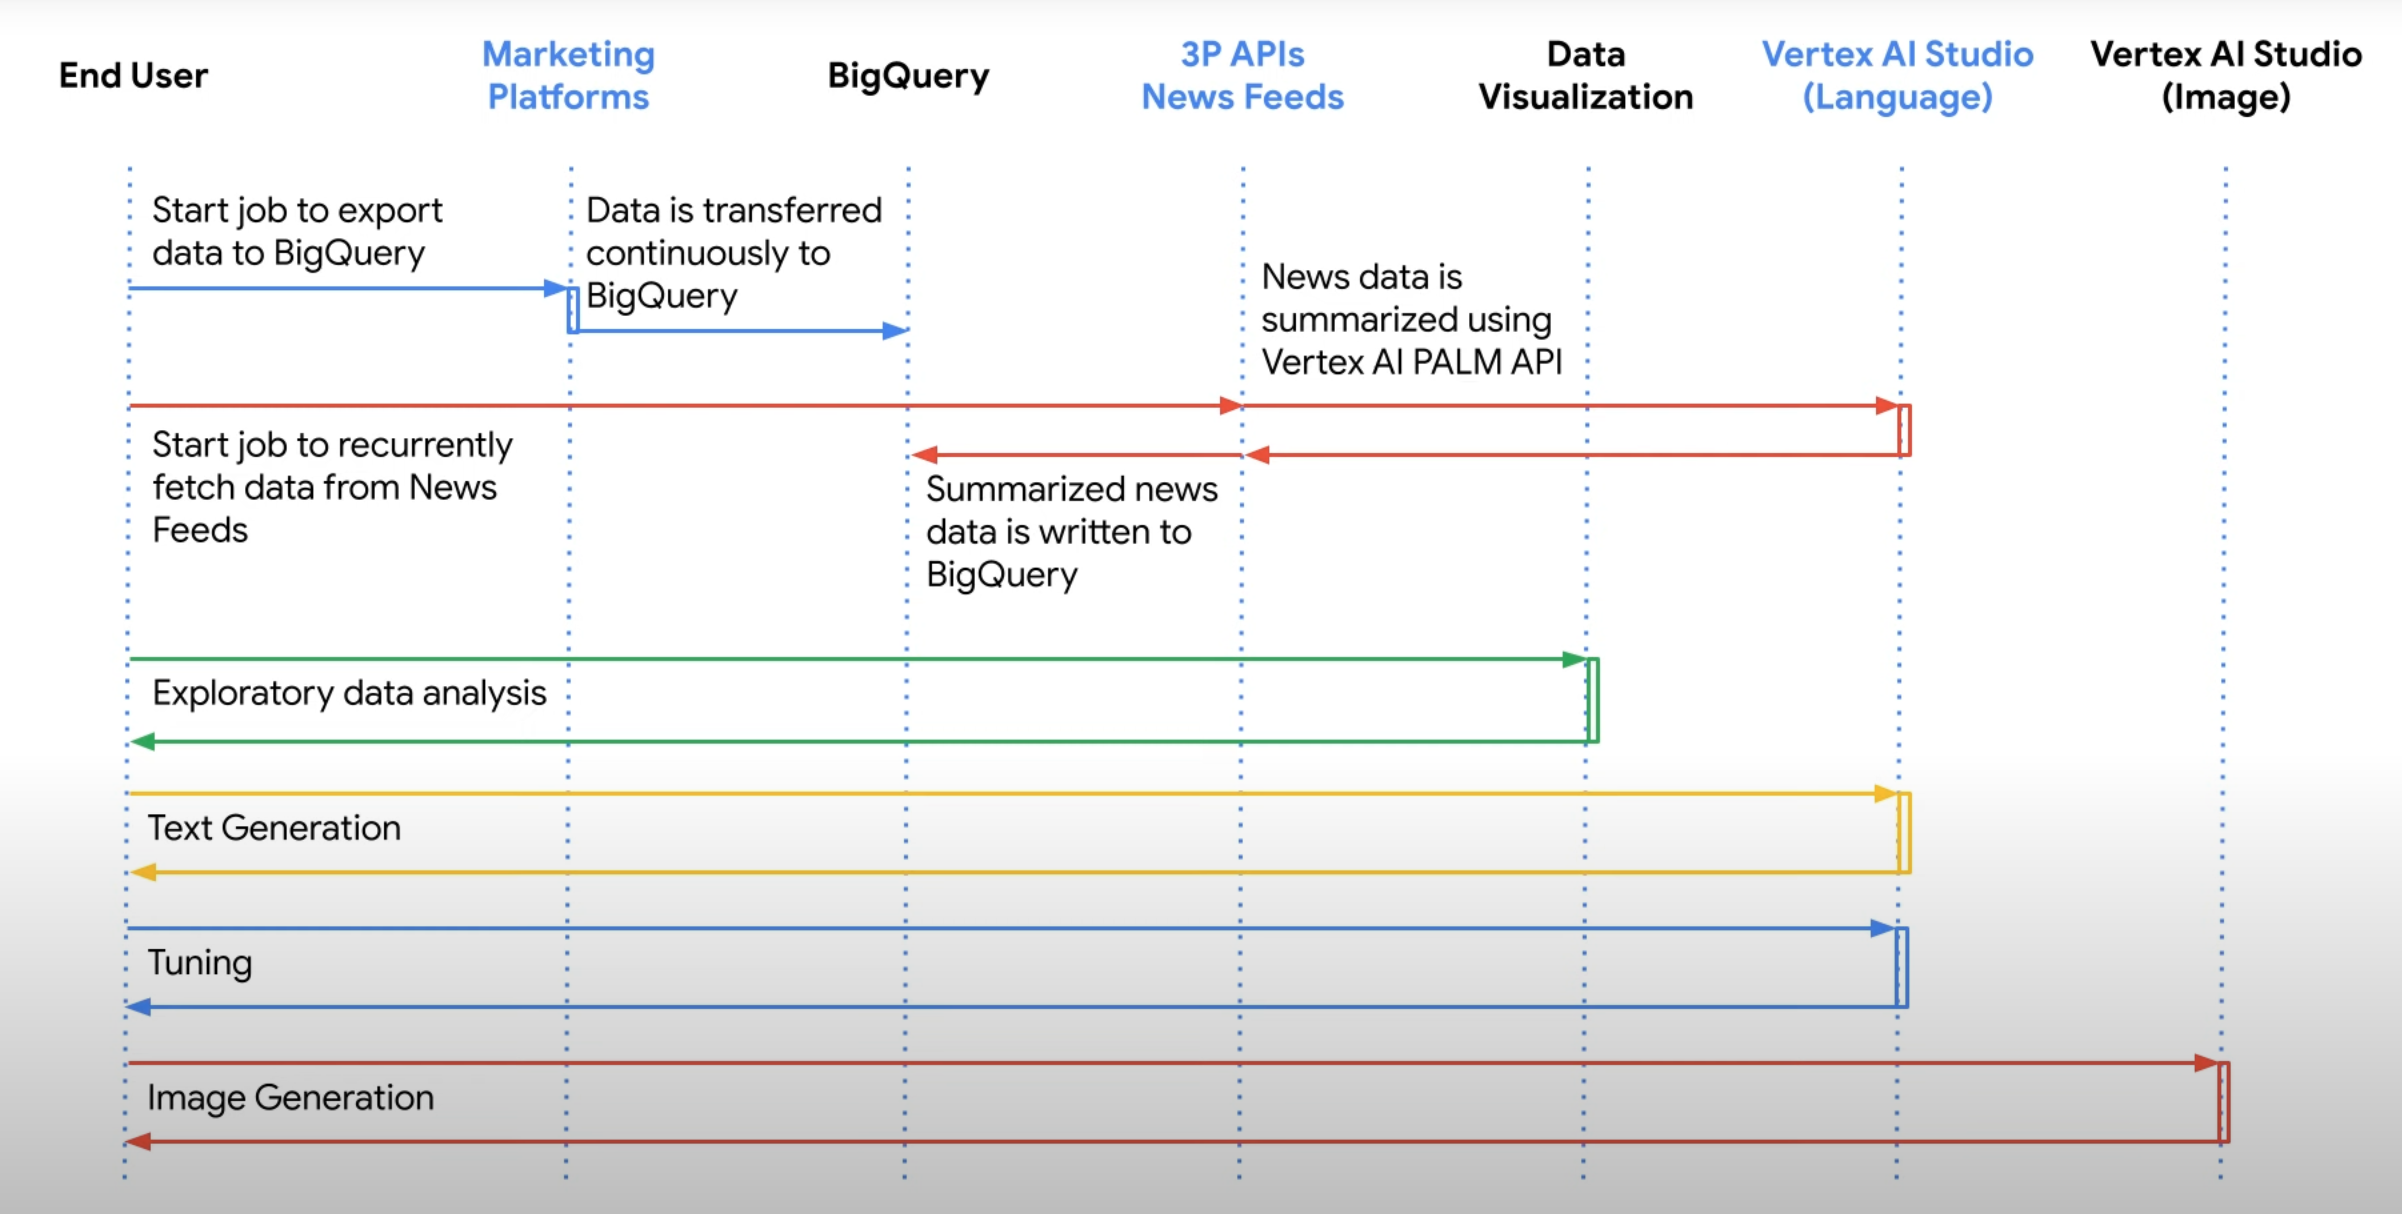 End User
Marketing
Platforms
BigQuery
3P APIs
News Feeds
Data
Visualization
Vertex AI Studio
(Language)
Vertex AI Studio
(Image)
Start job to export
data to BigQuery
Data is transferred
continuously to
BigQuery
News data is
summarized using
Vertex AI PALM API
Start job to recurrently
fetch data from News
Feeds
Summarized news
data is written to
BigQuery
Exploratory data analysis
Text Generation
Tuning
Image Generation